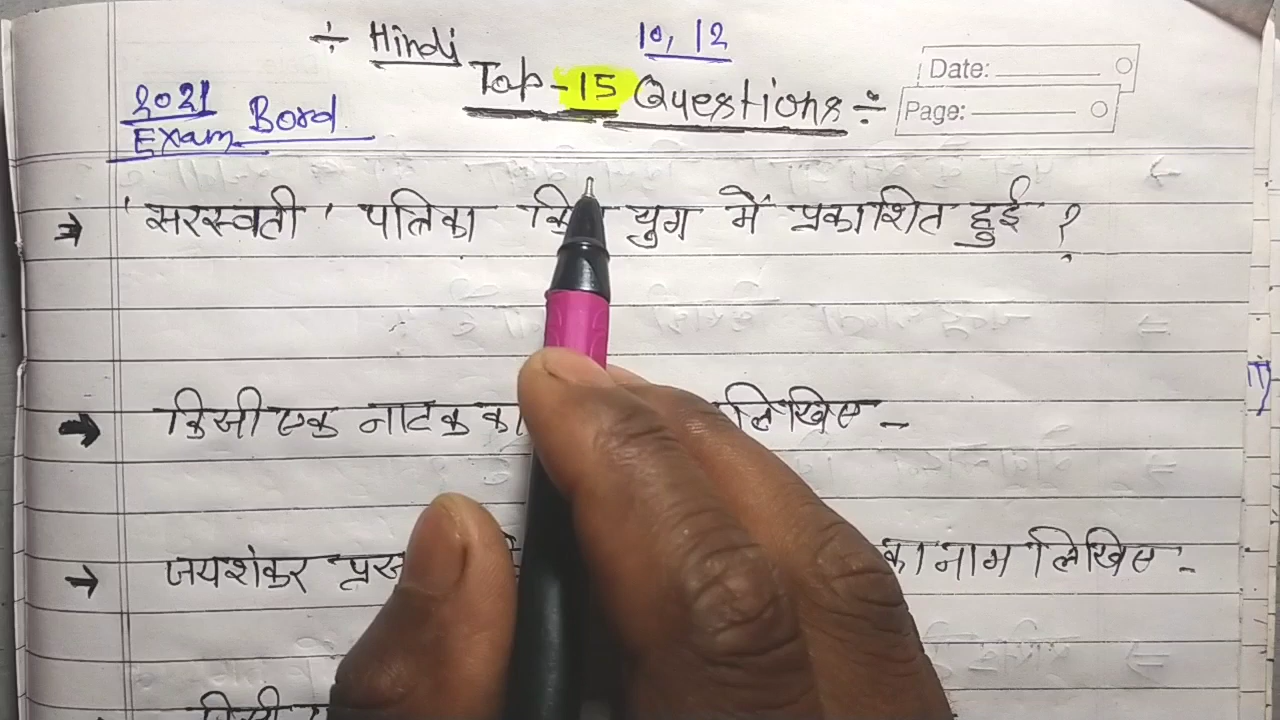 ÷ Hindi 10, 12
Top-15 Questions ÷
Date:
Page:
2021
Exam Bord
→ 'सरस्वती' पत्रिका युग में प्रकाशित हुई ?
→ किसी एक नाटक का लिखिए -
→ जयशंकर का नाम लिखिए -